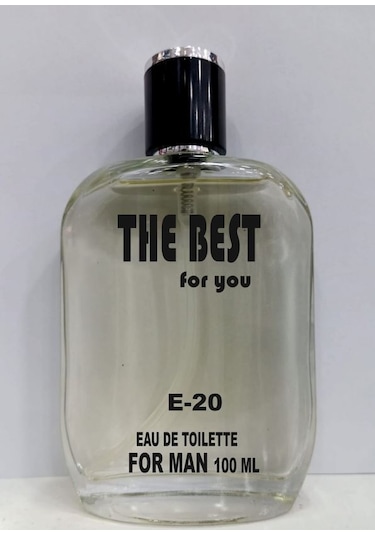 THE BEST
for you
E-20
EAU DE TOILETTE
FOR MAN 100 ML